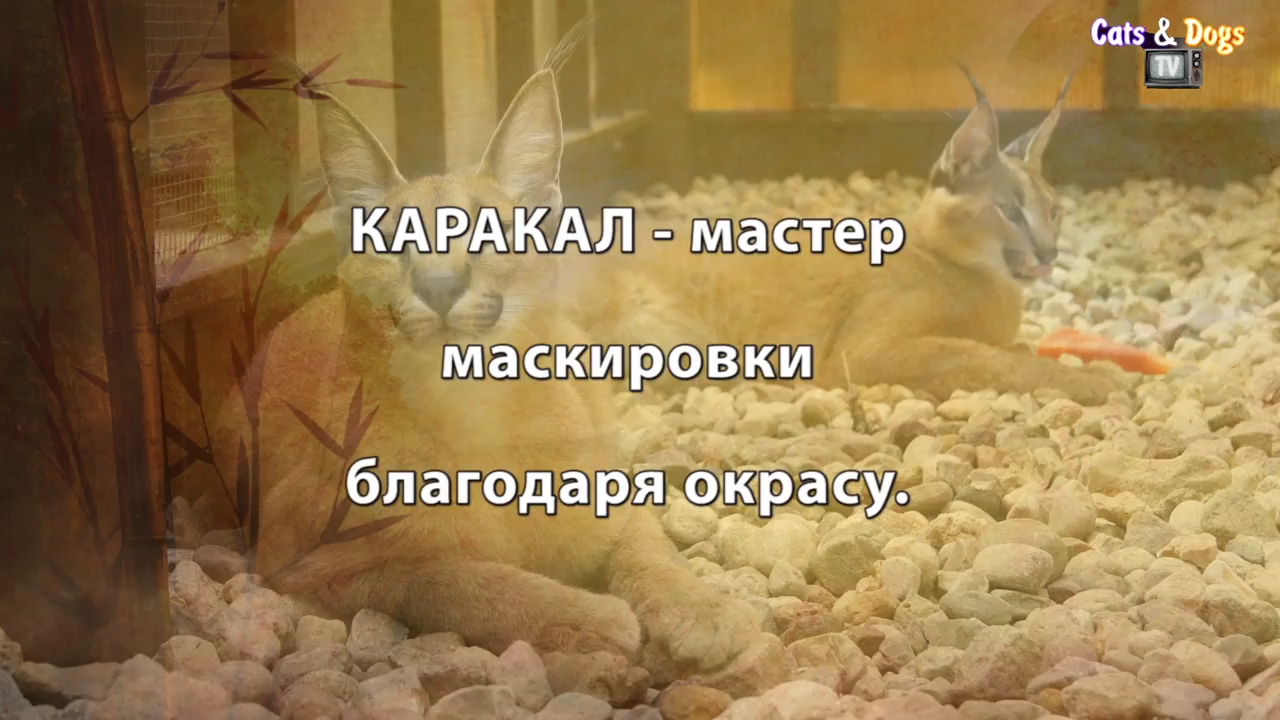 Cats & Dogs
TV
КАРАКАЛ - мастер
маскировки
благодаря окрасу.